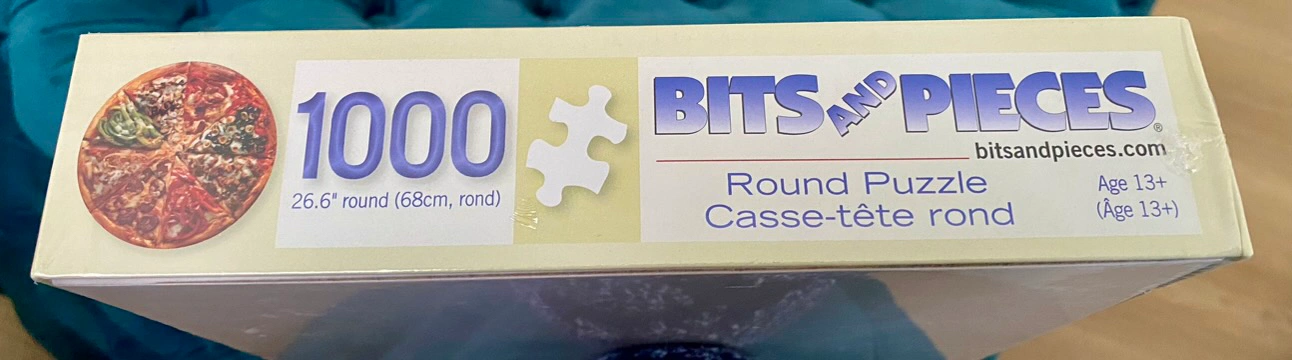 1000
26.6" round (68cm, rond)
BITS AND PIECES®
bitsandpieces.com
Round Puzzle
Casse-tête rond
Age 13+
(Âge 13+)